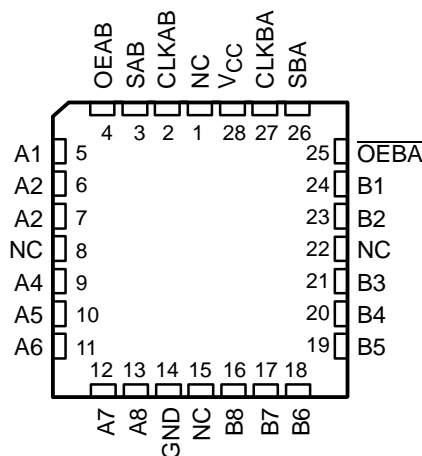 OEAB SAB CLKAB NC VCC CLKBA SBA
4 3 2 1 28 27 26
A1 5 25 OEBA
A2 6 24 B1
A2 7 23 B2
NC 8 22 NC
A4 9 21 B3
A5 10 20 B4
A6 11 19 B5
12 13 14 15 16 17 18
A7 A8 GND NC B8 B7 B6